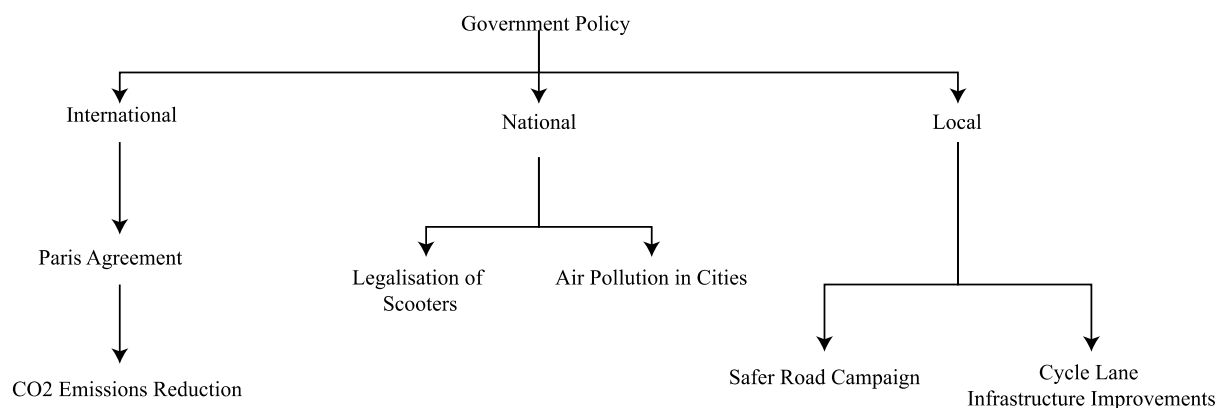 Government Policy
International
National
Local
Paris Agreement
Legalisation of
Scooters
Air Pollution in Cities
CO2 Emissions Reduction
Safer Road Campaign
Cycle Lane
Infrastructure Improvements